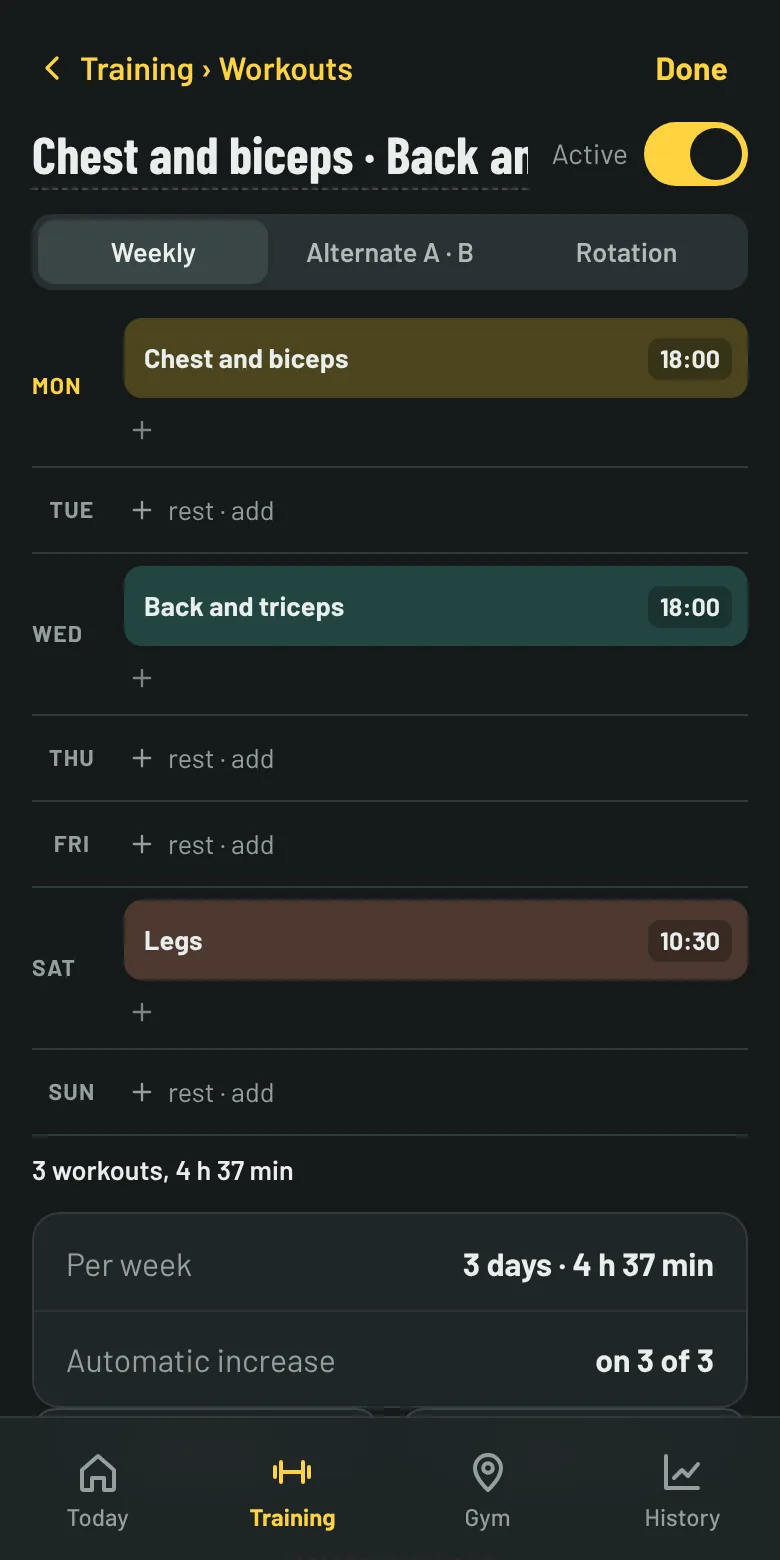 Training › Workouts
Done
Chest and biceps · Back an
Active
Weekly
Alternate A · B
Rotation
MON
Chest and biceps
18:00
+
TUE
+ rest · add
WED
Back and triceps
18:00
+
THU
+ rest · add
FRI
+ rest · add
SAT
Legs
10:30
+
SUN
+ rest · add
3 workouts, 4 h 37 min
Per week
3 days · 4 h 37 min
Automatic increase
on 3 of 3
Today
Training
Gym
History